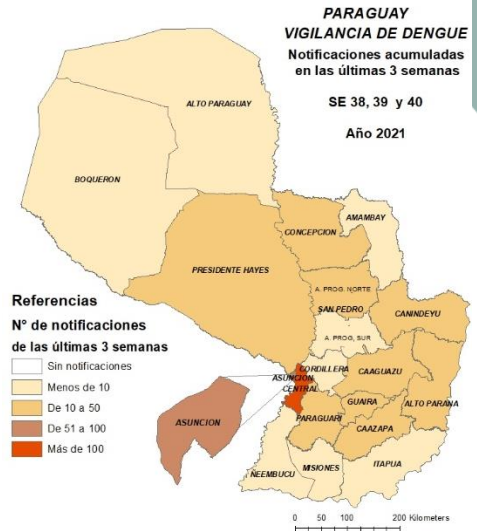 PARAGUAY
VIGILANCIA DE DENGUE
Notificaciones acumuladas
en las últimas 3 semanas
SE 38, 39 y 40
Año 2021
ALTO PARAGUAY
BOQUERON
AMAMBAY
CONCEPCION
PRESIDENTE HAYES
A. PROG. NORTE
SAN PEDRO
CANINDEYU
A. PROG. SUR
CORDILLERA
ASUNCION
CENTRAL
CAAGUAZU
GUAIRA
ALTO PARANA
PARAGUARI
CAAZAPA
ÑEEMBUCU
MISIONES
ITAPUA
ASUNCION
Referencias
N° de notificaciones
de las últimas 3 semanas
Sin notificaciones
Menos de 10
De 10 a 50
De 51 a 100
Más de 100
0 50 100 200 Kilometers